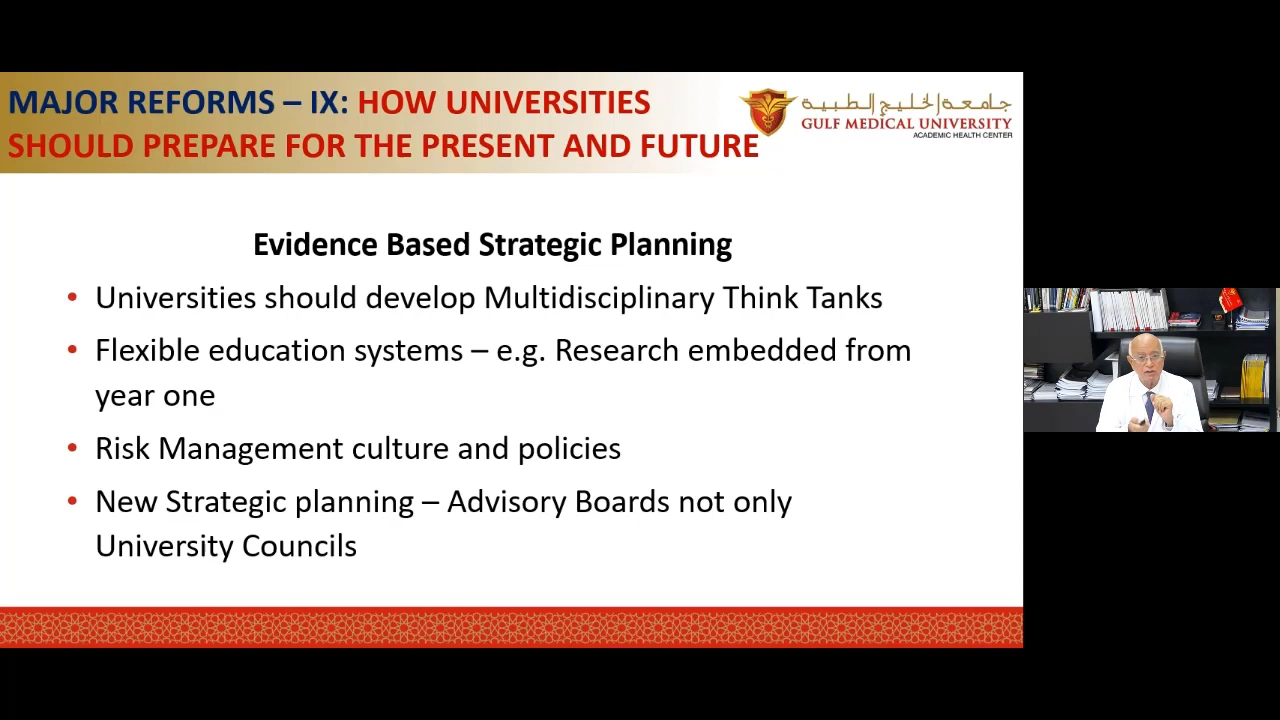 MAJOR REFORMS – IX: HOW UNIVERSITIES
SHOULD PREPARE FOR THE PRESENT AND FUTURE
جامعة الخليج الطبية
GULF MEDICAL UNIVERSITY
ACADEMIC HEALTH CENTER
Evidence Based Strategic Planning
• Universities should develop Multidisciplinary Think Tanks
• Flexible education systems – e.g. Research embedded from
year one
• Risk Management culture and policies
• New Strategic planning – Advisory Boards not only
University Councils